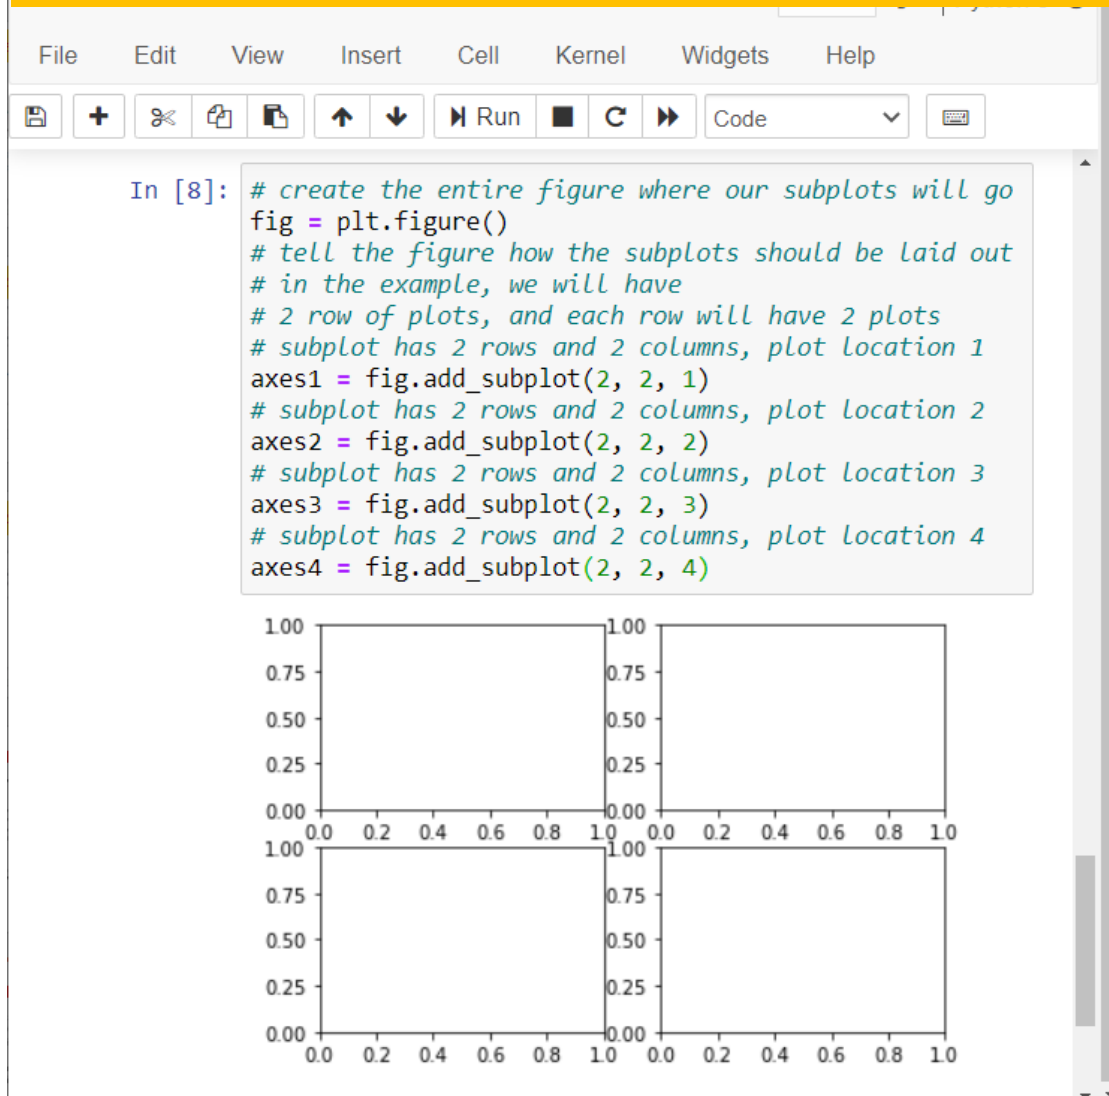 File Edit View Insert Cell Kernel Widgets Help
Run Code
In [8]: # create the entire figure where our subplots will go
fig = plt.figure()
# tell the figure how the subplots should be laid out
# in the example, we will have
# 2 row of plots, and each row will have 2 plots
# subplot has 2 rows and 2 columns, plot location 1
axes1 = fig.add_subplot(2, 2, 1)
# subplot has 2 rows and 2 columns, plot location 2
axes2 = fig.add_subplot(2, 2, 2)
# subplot has 2 rows and 2 columns, plot location 3
axes3 = fig.add_subplot(2, 2, 3)
# subplot has 2 rows and 2 columns, plot location 4
axes4 = fig.add_subplot(2, 2, 4)
1.00 1.00
0.75 0.75
0.50 0.50
0.25 0.25
0.00 0.00
0.0 0.2 0.4 0.6 0.8 1.0 0.0 0.2 0.4 0.6 0.8 1.0
1.00 1.00
0.75 0.75
0.50 0.50
0.25 0.25
0.00 0.00
0.0 0.2 0.4 0.6 0.8 1.0 0.0 0.2 0.4 0.6 0.8 1.0